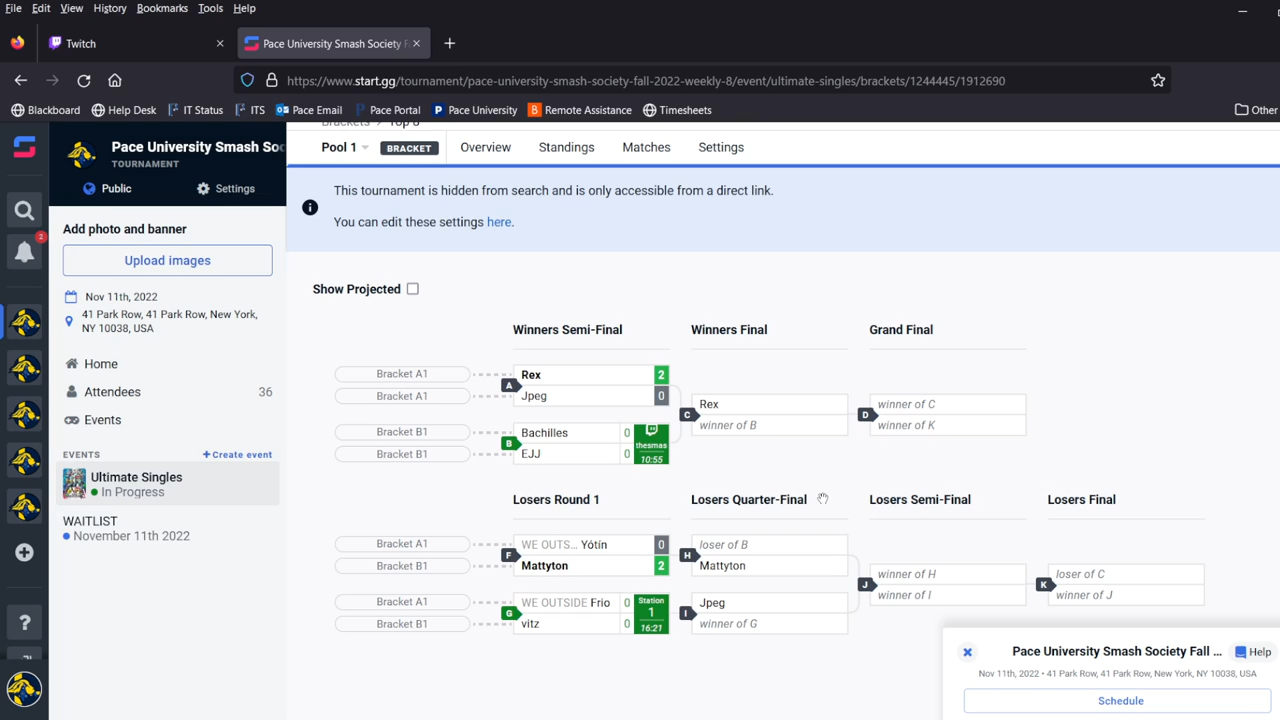 File Edit View History Bookmarks Tools Help
Twitch
Pace University Smash Society F
https://www.start.gg/tournament/pace-university-smash-society-fall-2022-weekly-8/event/ultimate-singles/brackets/1244445/1912690
Blackboard Help Desk IT Status ITS Pace Email Pace Portal Pace University Remote Assistance Timesheets Other
Pace University Smash So
TOURNAMENT
Public Settings
Brackets > Top 8
Pool 1 BRACKET Overview Standings Matches Settings
This tournament is hidden from search and is only accessible from a direct link.
You can edit these settings here.
2
Add photo and banner
Upload images
Nov 11th, 2022
41 Park Row, 41 Park Row, New York,
NY 10038, USA
Home
Attendees 36
Events
EVENTS +Create event
Ultimate Singles
In Progress
WAITLIST
November 11th, 2022
?
Show Projected
Winners Semi-Final Winners Final Grand Final
Bracket A1 Rex 2
A
Bracket A1 Jpeg 0
Rex
C
winner of B
winner of C
D
winner of K
Bracket B1 Bachilles 0
B
Bracket B1 EJJ 0
thesmas
10:55
Losers Round 1 Losers Quarter-Final Losers Semi-Final Losers Final
Bracket A1 WE OUTS... Yótín 0
F
Bracket B1 Mattyton 2
loser of B
H
Mattyton
winner of H
J
winner of I
loser of C
K
winner of J
Bracket A1 WE OUTSIDE Frio 0
G
Bracket B1 vitz 0
Station
1
16:21
Jpeg
I
winner of G
Pace University Smash Society Fall ... Help
Nov 11th, 2022 • 41 Park Row, 41 Park Row, New York, NY 10038, USA
Schedule